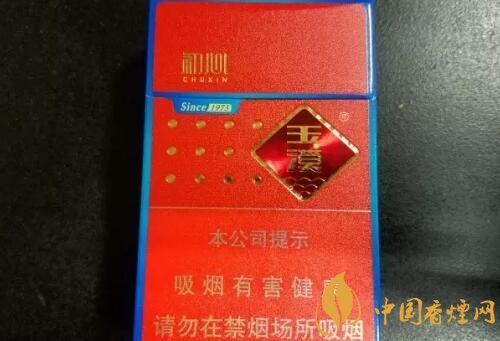 初心
CHUXIN
Since 1973
玉溪
®
本公司提示
吸烟有害健康
请勿在禁烟场所吸烟
中国香煙网